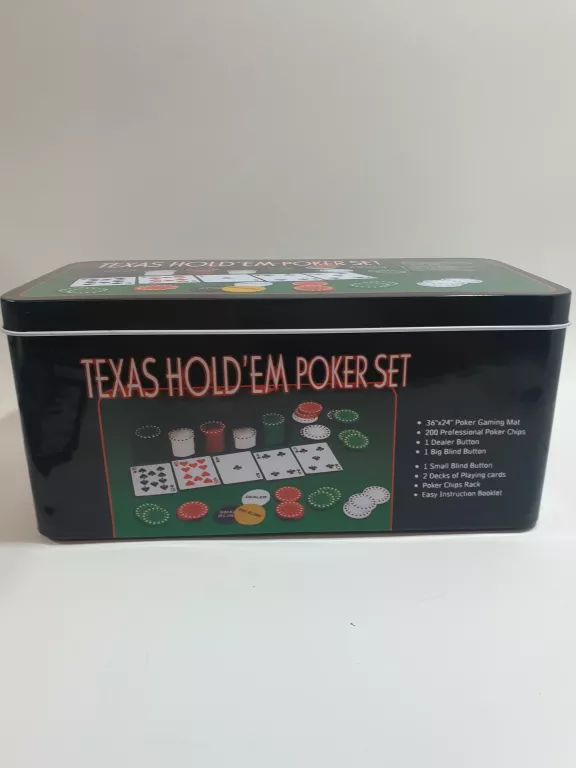 TEXAS HOLD'EM POKER SET
TEXAS HOLD'EM POKER SET
36"x24" Poker Gaming Mat
200 Professional Poker Chips
1 Dealer Button
1 Big Blind Button
1 Small Blind Button
2 Decks of Playing cards
Poker Chips Rack
Easy Instruction Booklet
DEALER